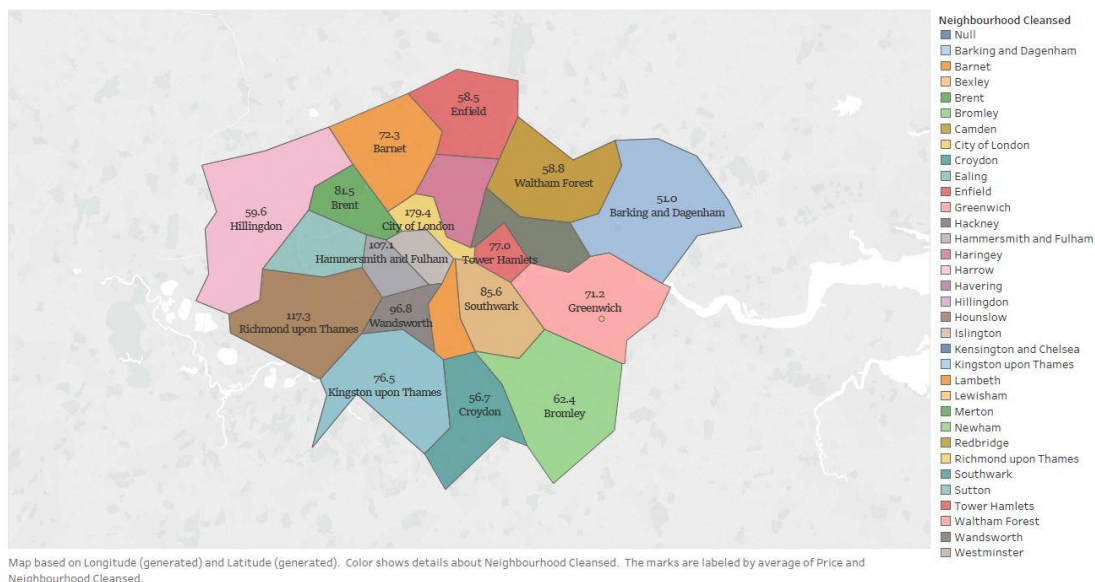 58.5
Enfield
72.3
Barnet
58.8
Waltham Forest
51.0
Barking and Dagenham
81.5
Brent
59.6
Hillingdon
179.4
City of London
107.1
Hammersmith and Fulham
77.0
Tower Hamlets
71.2
Greenwich
85.6
Southwark
96.8
Wandsworth
117.3
Richmond upon Thames
76.5
Kingston upon Thames
56.7
Croydon
62.4
Bromley
Neighbourhood Cleansed
Null
Barking and Dagenham
Barnet
Bexley
Brent
Bromley
Camden
City of London
Croydon
Ealing
Enfield
Greenwich
Hackney
Hammersmith and Fulham
Haringey
Harrow
Havering
Hillingdon
Hounslow
Islington
Kensington and Chelsea
Kingston upon Thames
Lambeth
Lewisham
Merton
Newham
Redbridge
Richmond upon Thames
Southwark
Sutton
Tower Hamlets
Waltham Forest
Wandsworth
Westminster
Map based on Longitude (generated) and Latitude (generated). Color shows details about Neighbourhood Cleansed. The marks are labeled by average of Price and
Neighbourhood Cleansed.